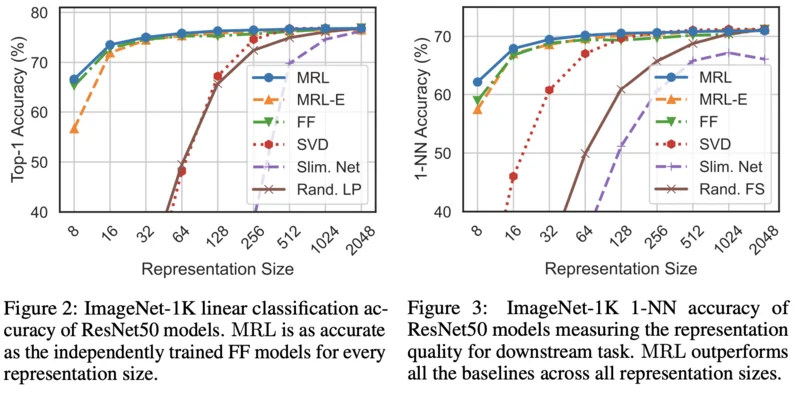 80
70
60
50
40
Top-1 Accuracy (%)
MRL
MRL-E
FF
SVD
Slim. Net
Rand. LP
8 16 32 64 128 256 512 1024 2048
Representation Size
Figure 2: ImageNet-1K linear classification ac-
curacy of ResNet50 models. MRL is as accurate
as the independently trained FF models for every
representation size.
70
60
50
40
1-NN Accuracy (%)
MRL
MRL-E
FF
SVD
Slim. Net
Rand. FS
8 16 32 64 128 256 512 1024 2048
Representation Size
Figure 3: ImageNet-1K 1-NN accuracy of
ResNet50 models measuring the representation
quality for downstream task. MRL outperforms
all the baselines across all representation sizes.